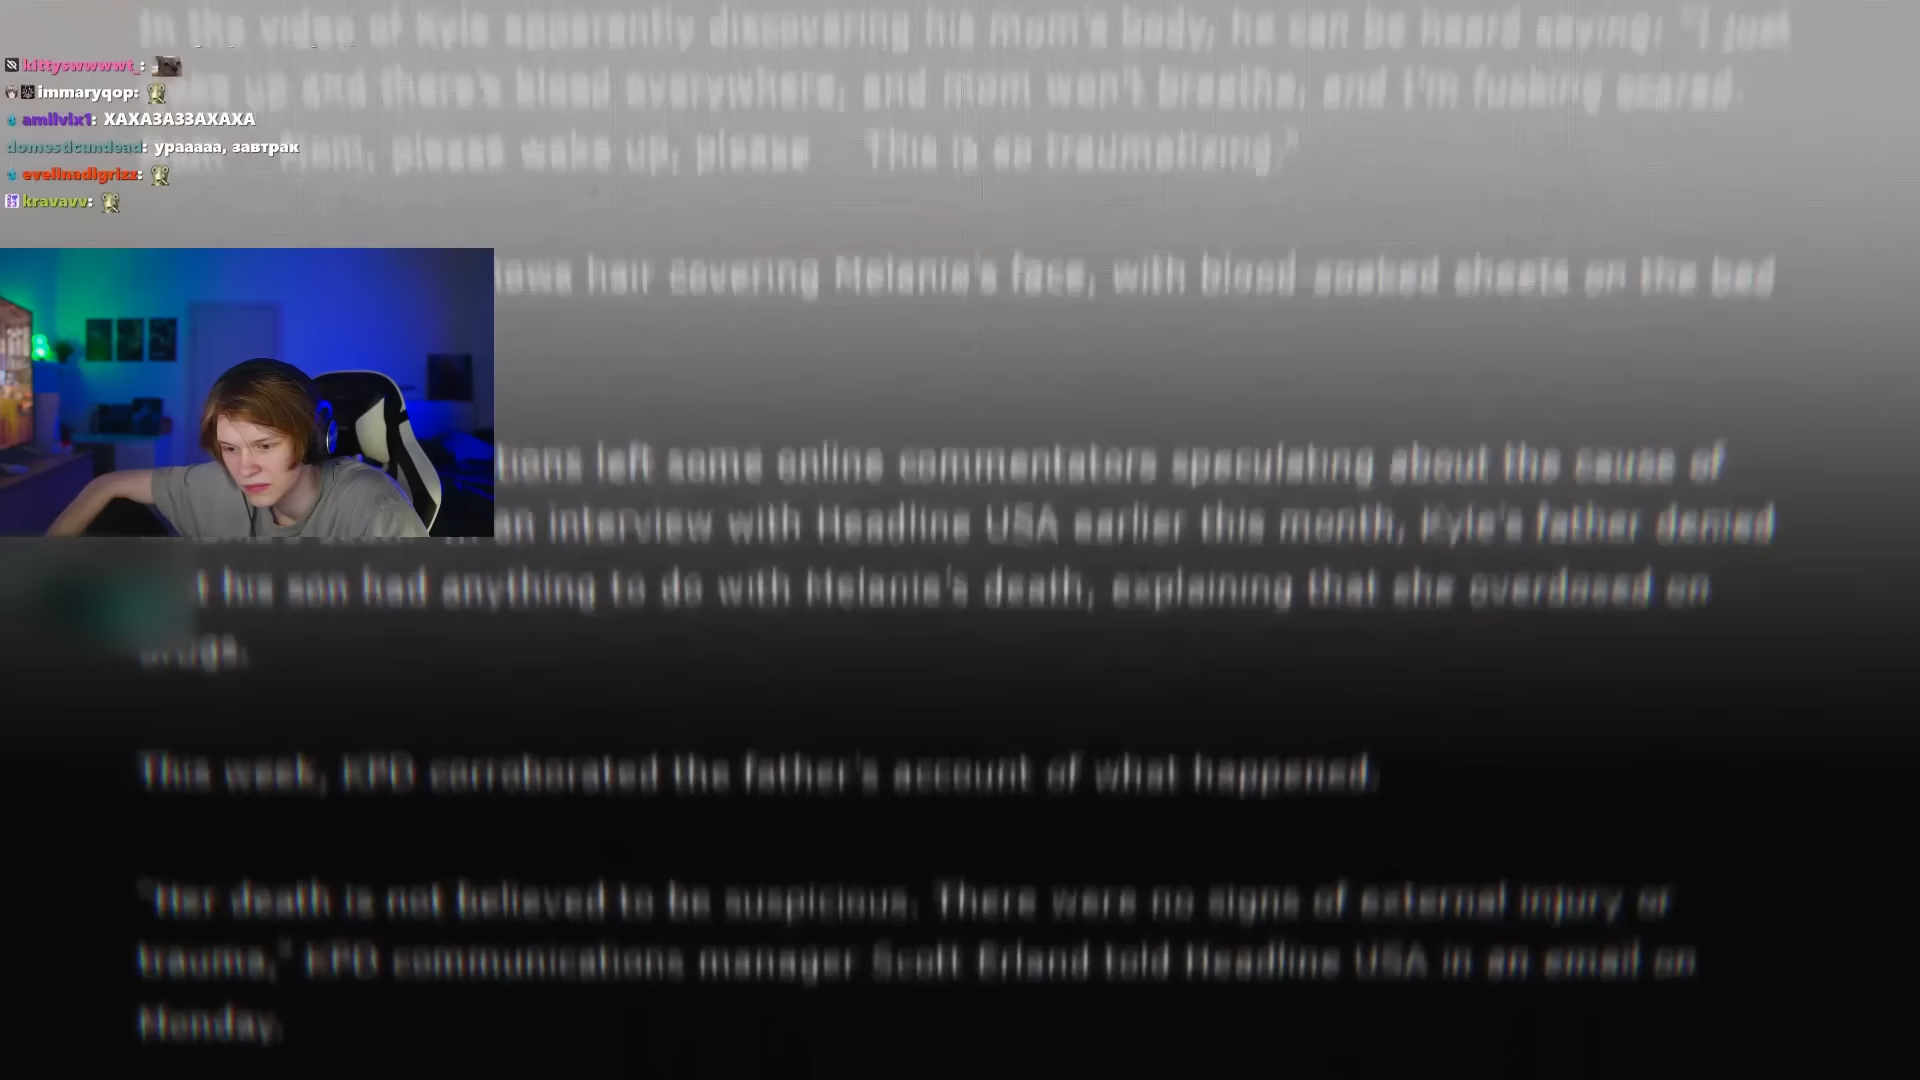 In the video of Kyle apparently discovering his mom's body, he can be heard saying: "I just
kittyswwwwt_:
up and there's blood everywhere, and mom won't breathe, and I'm fucking scared.
immaryqop:
amilvlx1: ХАХАЗАЗЗАХАХА
domesticundead: урааааа, завтрак
please wake up, please This is so traumatizing."
evelinadlgrizz:
kravavv:
hair covering Melanie's face, with blood soaked sheets on the bed
left some online commentators speculating about the cause of
an interview with Headline USA earlier this month, Kyle's father denied
his son had anything to do with Melanie's death, explaining that she overdosed on
drugs.
This week, KPD corroborated the father's account of what happened.
"Her death is not believed to be suspicious. There were no signs of external injury or
trauma," KPD communications manager Scott Erland told Headline USA in an email on
Monday.